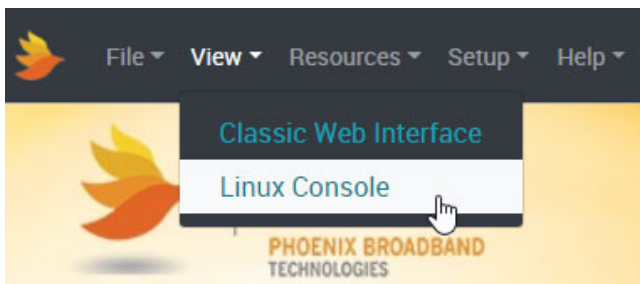 File View Resources Setup Help
Classic Web Interface
Linux Console
PHOENIX BROADBAND
TECHNOLOGIES